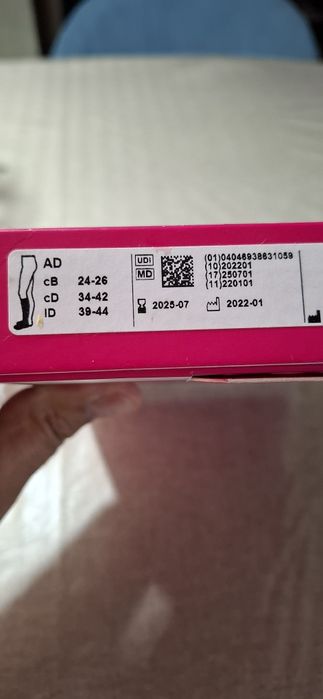 AD
cB 24-26
cD 34-42
ID 39-44
UDI
MD
(01)04046938631059
(10)202201
(17)250701
(11)220101
2025-07
2022-01